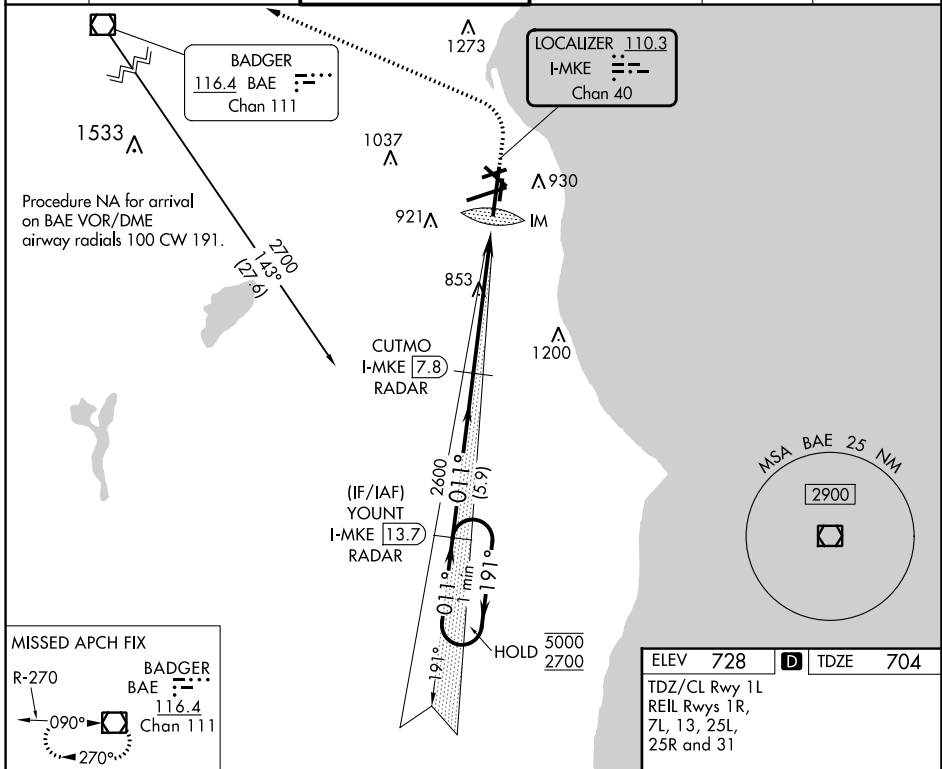 1273
LOCALIZER 110.3
I-MKE
Chan 40
BADGER
116.4 BAE
Chan 111
1533
1037
930
921
IM
Procedure NA for arrival
on BAE VOR/DME
airway radials 100 CW 191.
2700
143°
(27.6)
853
1200
CUTMO
I-MKE 7.8
RADAR
2600
011°
(5.9)
(IF/IAF)
YOUNT
I-MKE 13.7
RADAR
011°
1 min
191°
191°
HOLD 5000
2700
MSA BAE 25 NM
2900
MISSED APCH FIX
R-270
BADGER
BAE
116.4
Chan 111
090°
270°
ELEV 728 D TDZE 704
TDZ/CL Rwy 1L
REIL Rwys 1R,
7L, 13, 25L,
25R and 31